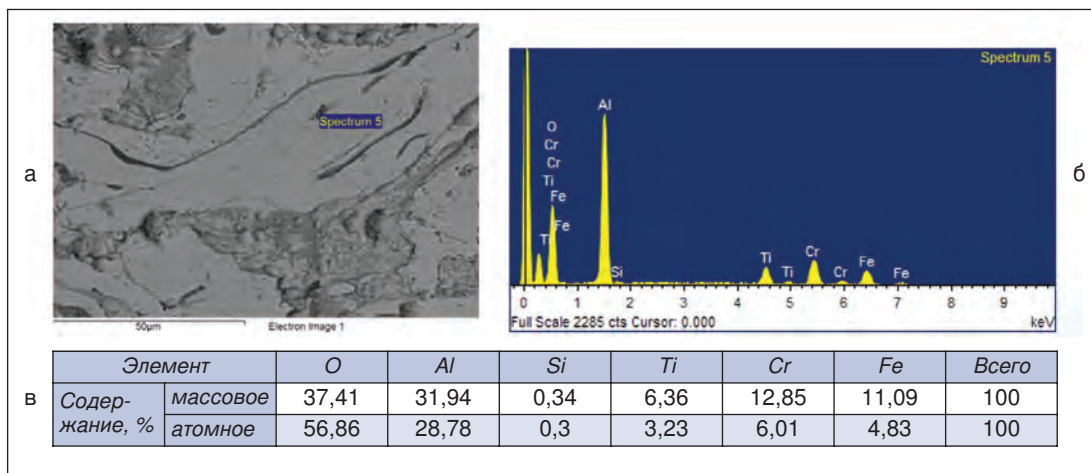 а
Spectrum 5
50μm
Electron Image 1
б
Spectrum 5
Al
O
Cr
Cr
Ti
Fe
Ti
Fe
Si
Ti
Ti
Cr
Cr
Fe
Fe
0 1 2 3 4 5 6 7 8 9
Full Scale 2285 cts Cursor: 0.000 keV
в
Элемент O Al Si Ti Cr Fe Всего
Содер-
жание, %
массовое 37,41 31,94 0,34 6,36 12,85 11,09 100
атомное 56,86 28,78 0,3 3,23 6,01 4,83 100